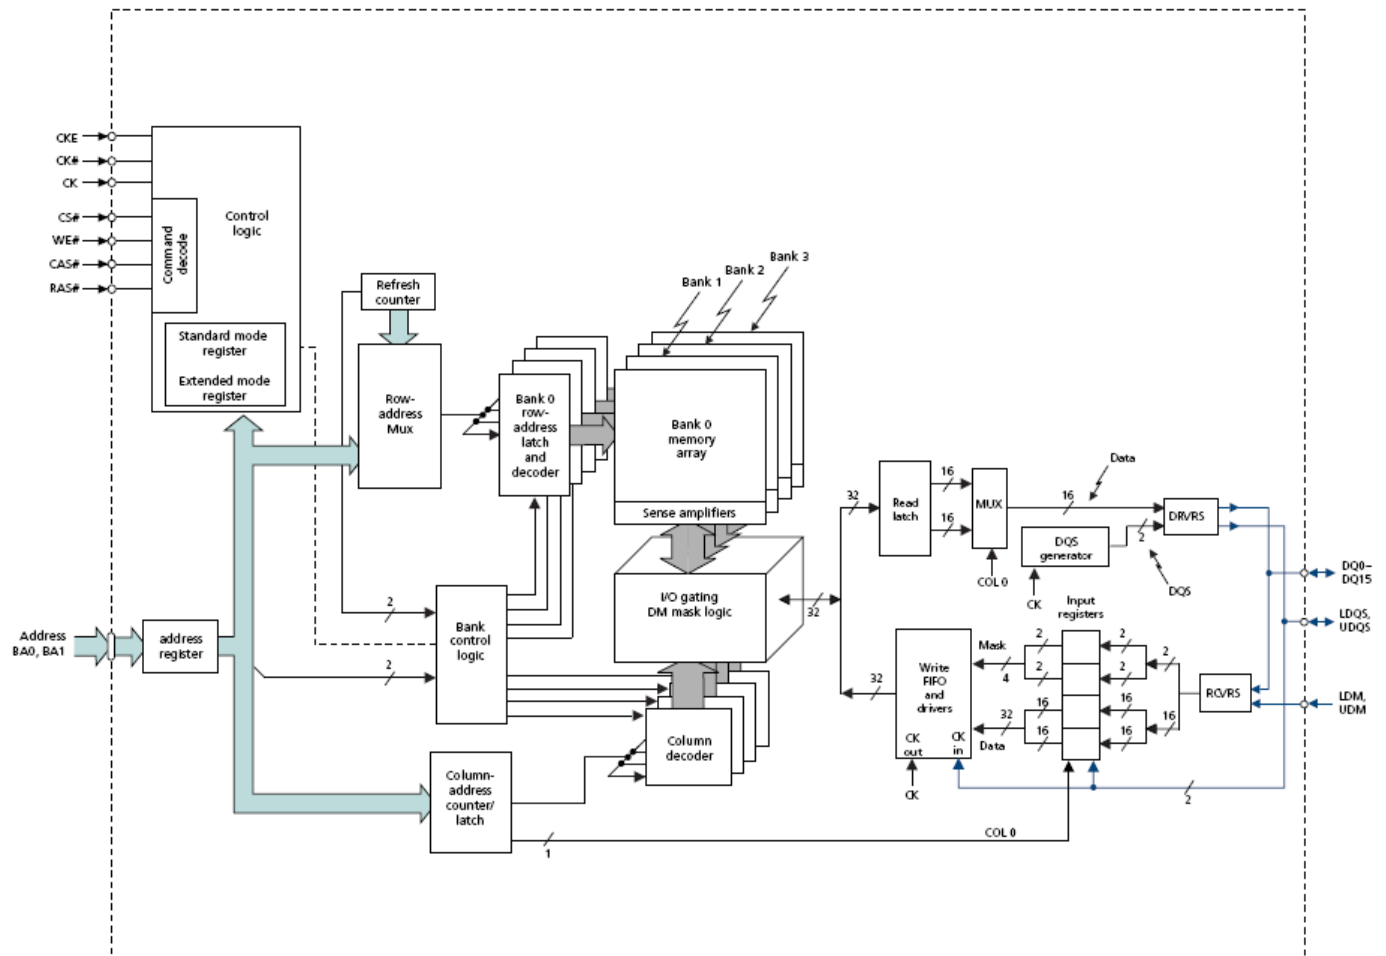 CKE
CK#
CK
CS#
WE#
CAS#
RAS#
Command
decode
Control
logic
Standard mode
register
Extended mode
register
Refresh
counter
Row-
address
Mux
Bank 0
row-
address
latch
and
decoder
Bank 1
Bank 2
Bank 3
Bank 0
memory
array
Sense amplifiers
I/O gating
DM mask logic
2
2
Bank
control
logic
Address
BA0, BA1
address
register
Column-
address
counter/
latch
Column
decoder
1
COL 0
32
32
32
Read
latch
16
16
MUX
COL 0
16
Data
DQS
generator
CK
2
DQS
DRVRS
DQ0–
DQ15
LDQS,
UDQS
LDM,
UDM
RCVRS
Input
registers
2
2
16
16
2
2
16
16
2
16
Mask
4
32
Data
Write
FIFO
and
drivers
CK
out
CK
in
CK
2